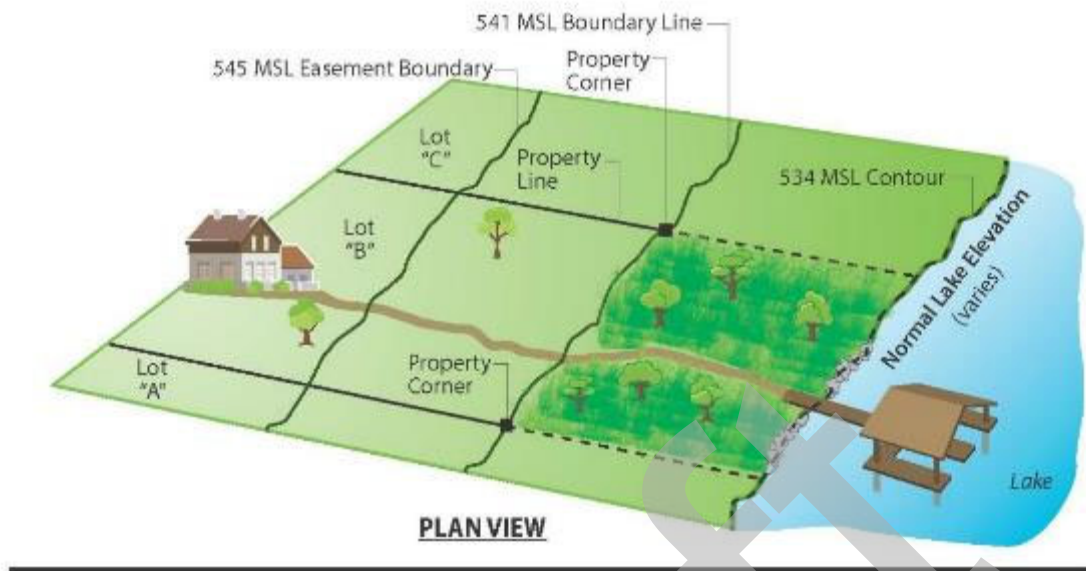 541 MSL Boundary Line
545 MSL Easement Boundary
Property
Corner
Lot
"C"
Property
Line
534 MSL Contour
Lot
"B"
Normal Lake Elevation
(varies)
Property
Corner
Lot
"A"
Lake
PLAN VIEW